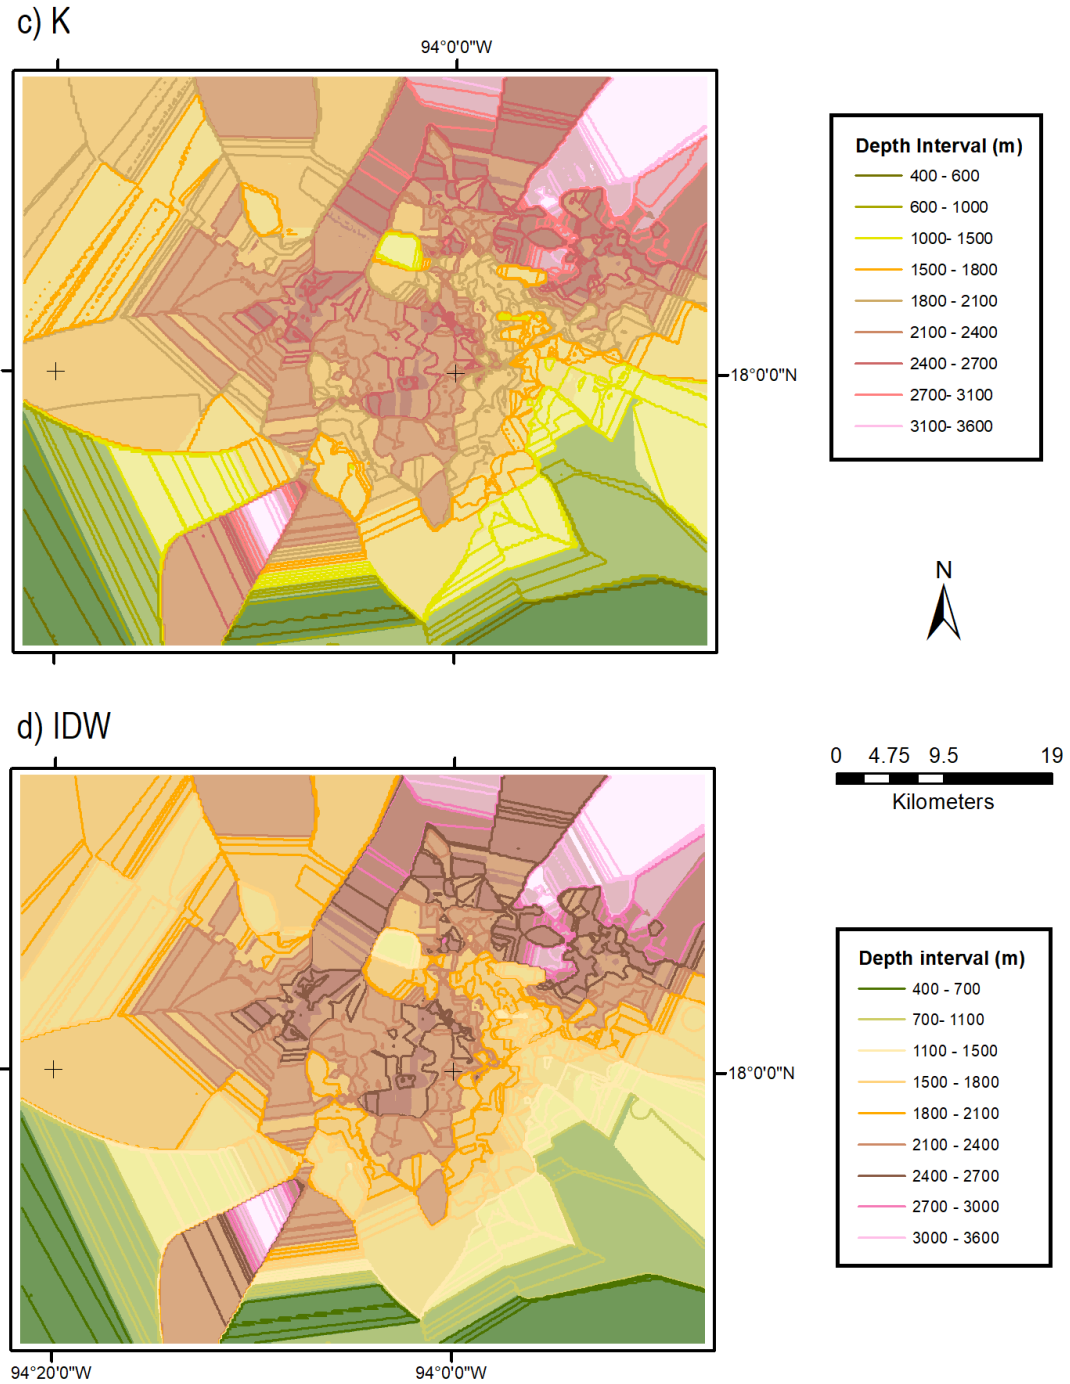 c) K
94°0'0"W
Depth Interval (m)
400 - 600
600 - 1000
1000- 1500
1500 - 1800
1800 - 2100
2100 - 2400
2400 - 2700
2700- 3100
3100- 3600
18°0'0"N
N
d) IDW
0 4.75 9.5 19
Kilometers
Depth interval (m)
400 - 700
700- 1100
1100 - 1500
1500 - 1800
1800 - 2100
2100 - 2400
2400 - 2700
2700 - 3000
3000 - 3600
18°0'0"N
94°20'0"W 94°0'0"W